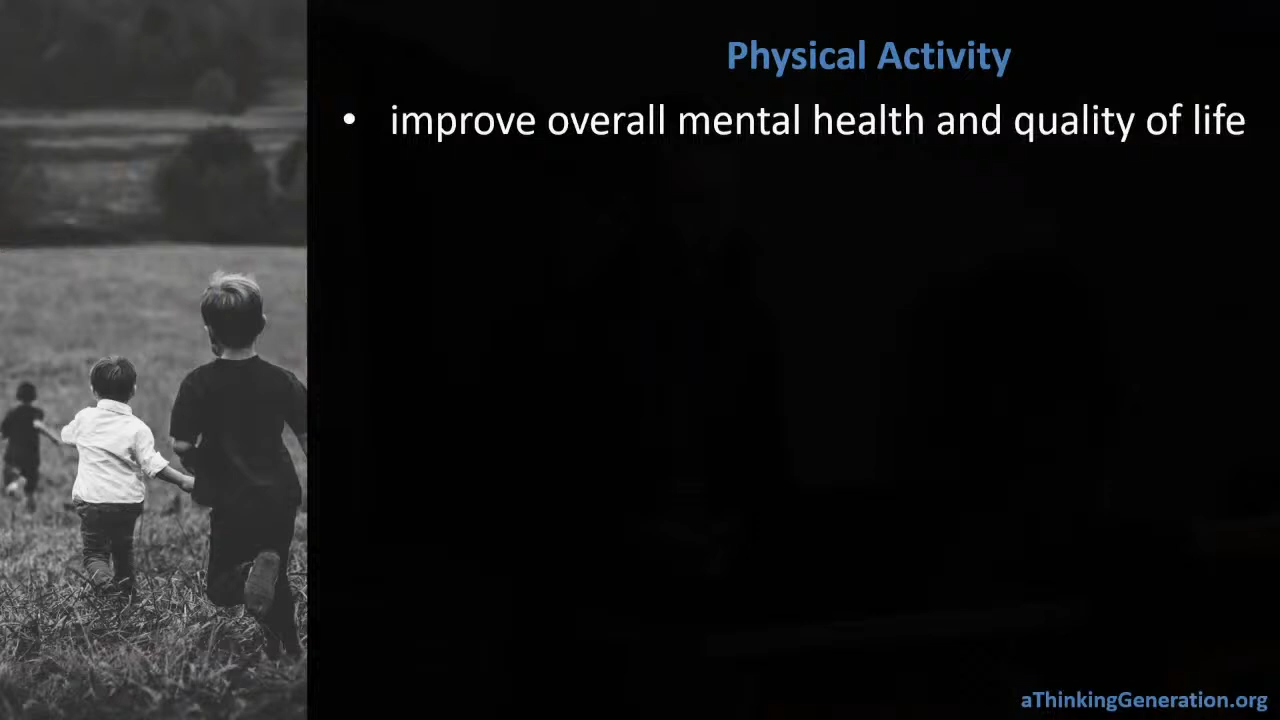 Physical Activity
• improve overall mental health and quality of life
aThinkingGeneration.org